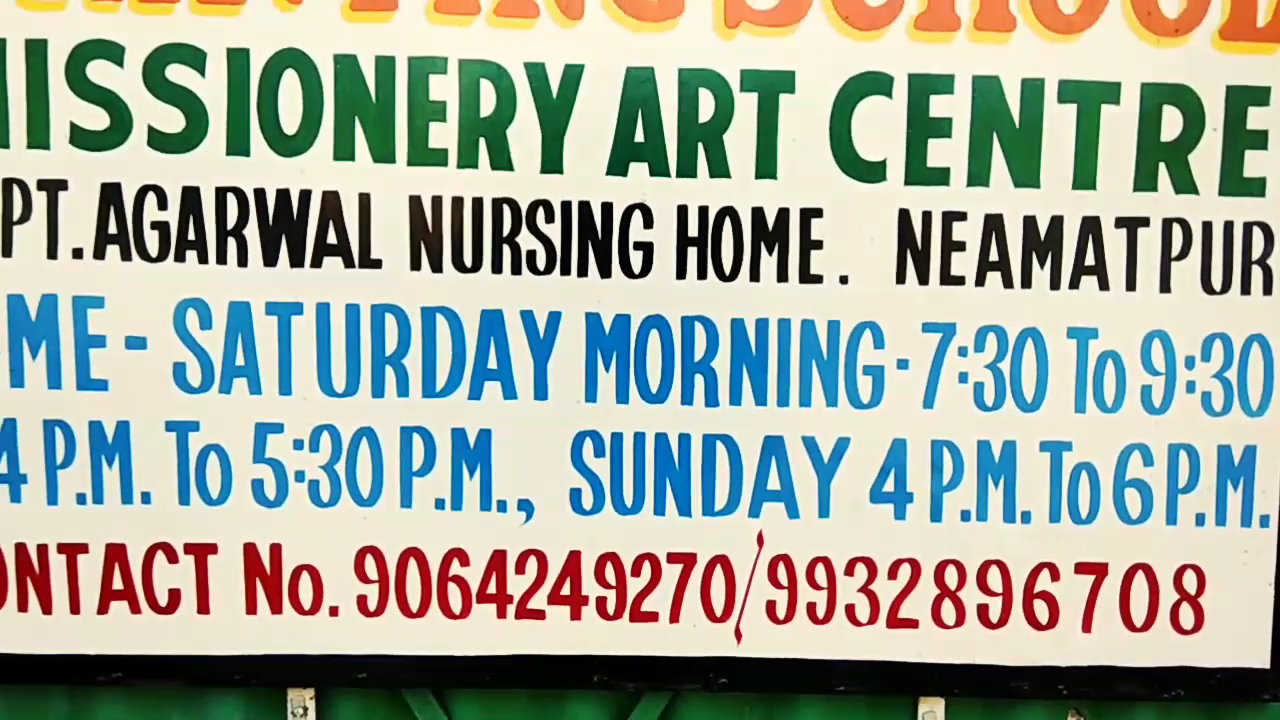 SCHOOL
ISSIONERY ART CENTRE
PT. AGARWAL NURSING HOME. NEAMATPUR
ME- SATURDAY MORNING-7:30 To 9:30
4 P.M. To 5:30 P.M., SUNDAY 4 P.M. To 6 P.M.
ONTACT No. 9064249270/9932896708